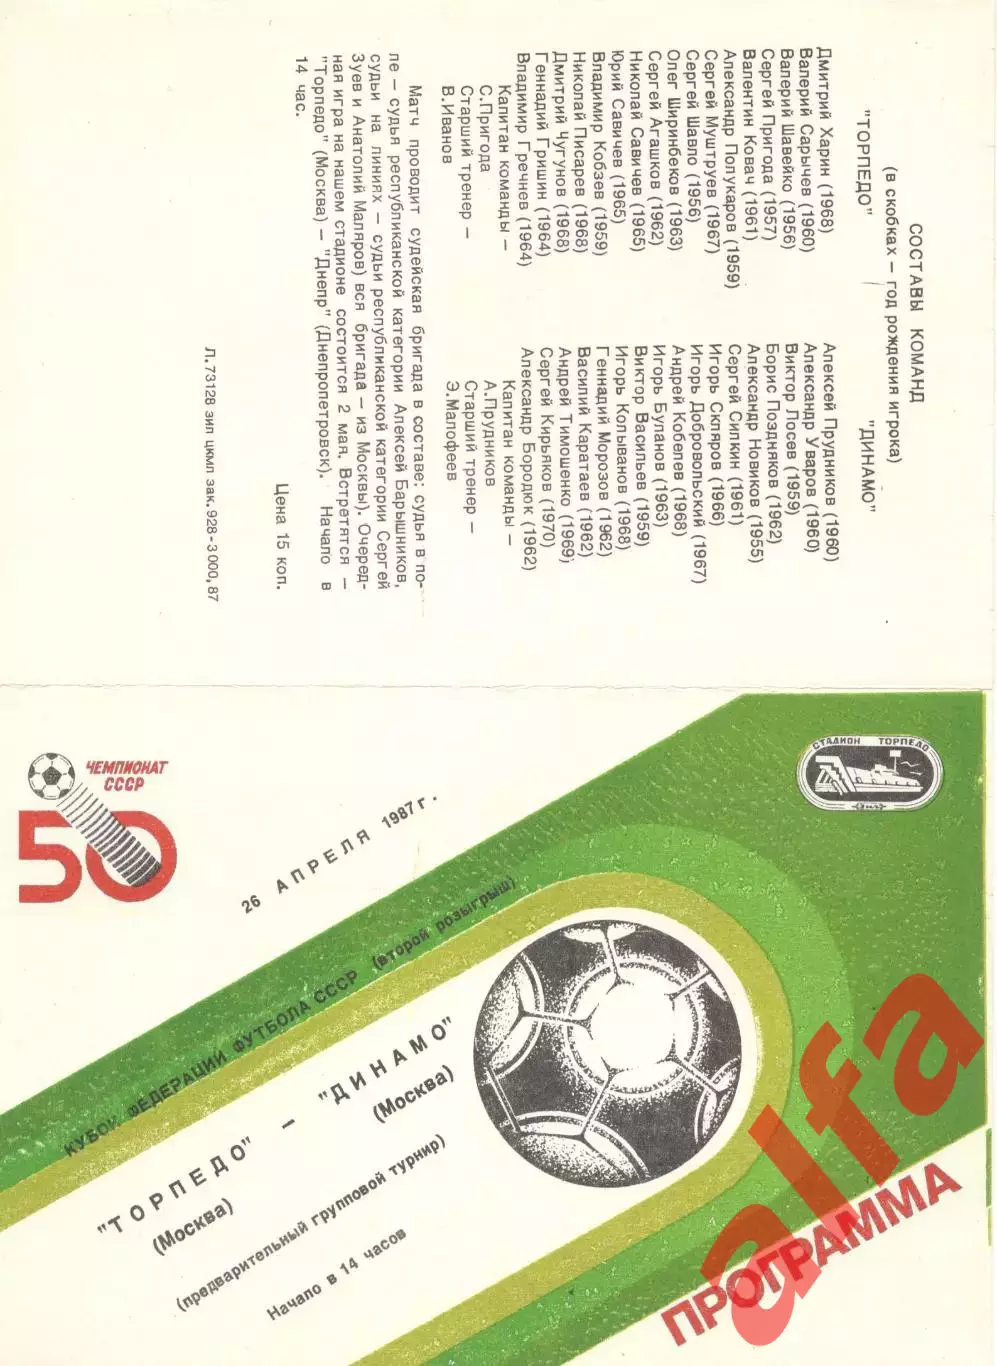 СОСТАВЫ КОМАНД
(в скобках – год рождения игрока)
"ТОРПЕДО"
Дмитрий Харин (1968)
Валерий Сарычев (1960)
Валерий Шавейко (1956)
Сергей Пригода (1957)
Валентин Ковач (1961)
Александр Полукаров (1959)
Сергей Муштруев (1967)
Сергей Шавло (1956)
Олег Ширинбеков (1963)
Сергей Агашков (1962)
Николай Савичев (1965)
Юрий Савичев (1965)
Владимир Кобзев (1959)
Николай Писарев (1968)
Дмитрий Чугунов (1968)
Геннадий Гришин (1964)
Владимир Гречнев (1964)
Капитан команды –
С.Пригода
Старший тренер –
В.Иванов
"ДИНАМО"
Алексей Прудников (1960)
Александр Уваров (1960)
Виктор Лосев (1959)
Борис Поздняков (1962)
Александр Новиков (1955)
Сергей Силкин (1961)
Игорь Скляров (1966)
Игорь Добровольский (1967)
Андрей Кобелев (1968)
Игорь Буланов (1963)
Виктор Васильев (1959)
Игорь Колыванов (1968)
Геннадий Морозов (1962)
Василий Каратаев (1962)
Андрей Тимошенко (1969)
Сергей Кирьяков (1970)
Александр Бородюк (1962)
Капитан команды –
А.Прудников
Старший тренер –
Э.Малофеев
Матч проводит судейская бригада в составе: судья в по-
ле – судья республиканской категории Алексей Барышников,
судьи на линиях – судьи республиканской категории Сергей
Зуев и Анатолий Маляров) вся бригада – из Москвы). Очеред-
ная игра на нашем стадионе состоится 2 мая. Встретятся –
"Торпедо" (Москва) – "Днепр" (Днепропетровск). Начало в
14 час.
Цена 15 коп.
Л.73128 зип цкмл зак.928-3000,87
ЧЕМПИОНАТ
СССР
50
СТАДИОН ТОРПЕДО
ЗИЛ
26 АПРЕЛЯ 1987г.
КУБОК ФЕДЕРАЦИИ ФУТБОЛА СССР (второй розыгрыш)
"ТОРПЕДО" – "ДИНАМО"
(Москва) (Москва)
(предварительный групповой турнир)
Начало в 14 часов
ПРОГРАММА
alfa